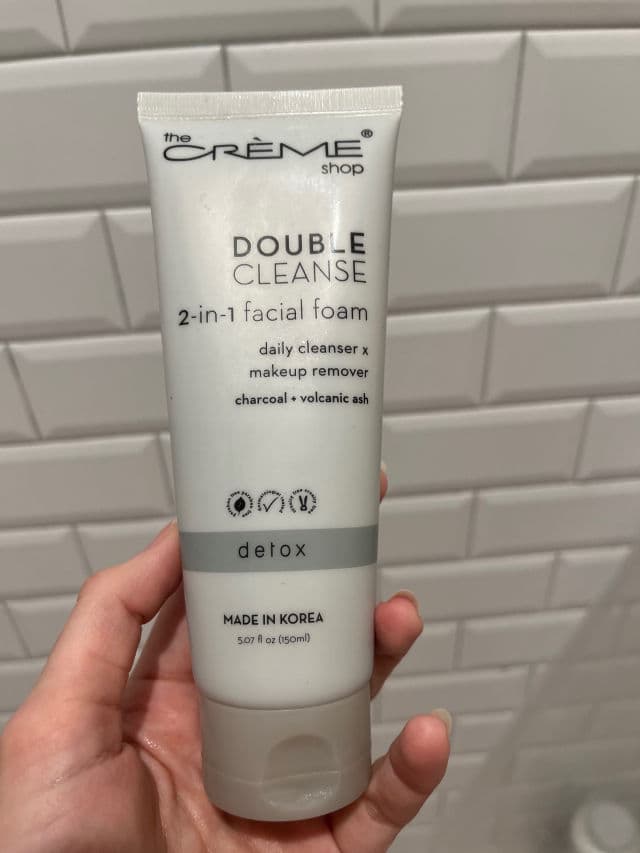 the
CRÈME®
shop
DOUBLE
CLEANSE
2-in-1 facial foam
daily cleanser x
makeup remover
charcoal + volcanic ash
detox
MADE IN KOREA
5.07 fl oz (150ml)